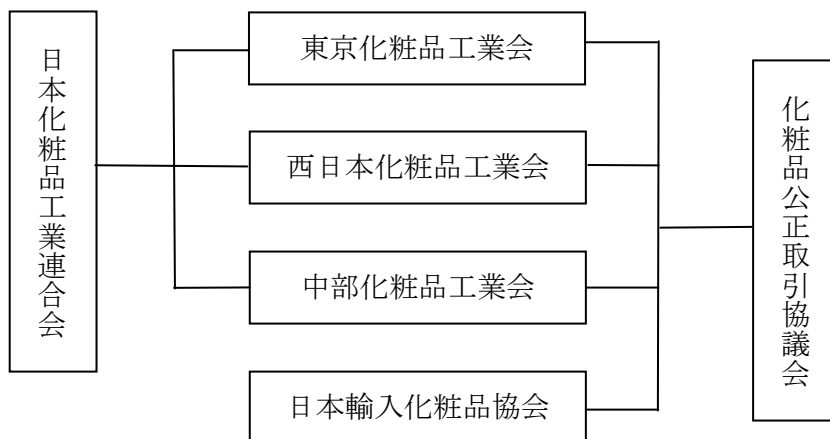 日本化粧品工業連合会
東京化粧品工業会
西日本化粧品工業会
中部化粧品工業会
日本輸入化粧品協会
化粧品公正取引協議会